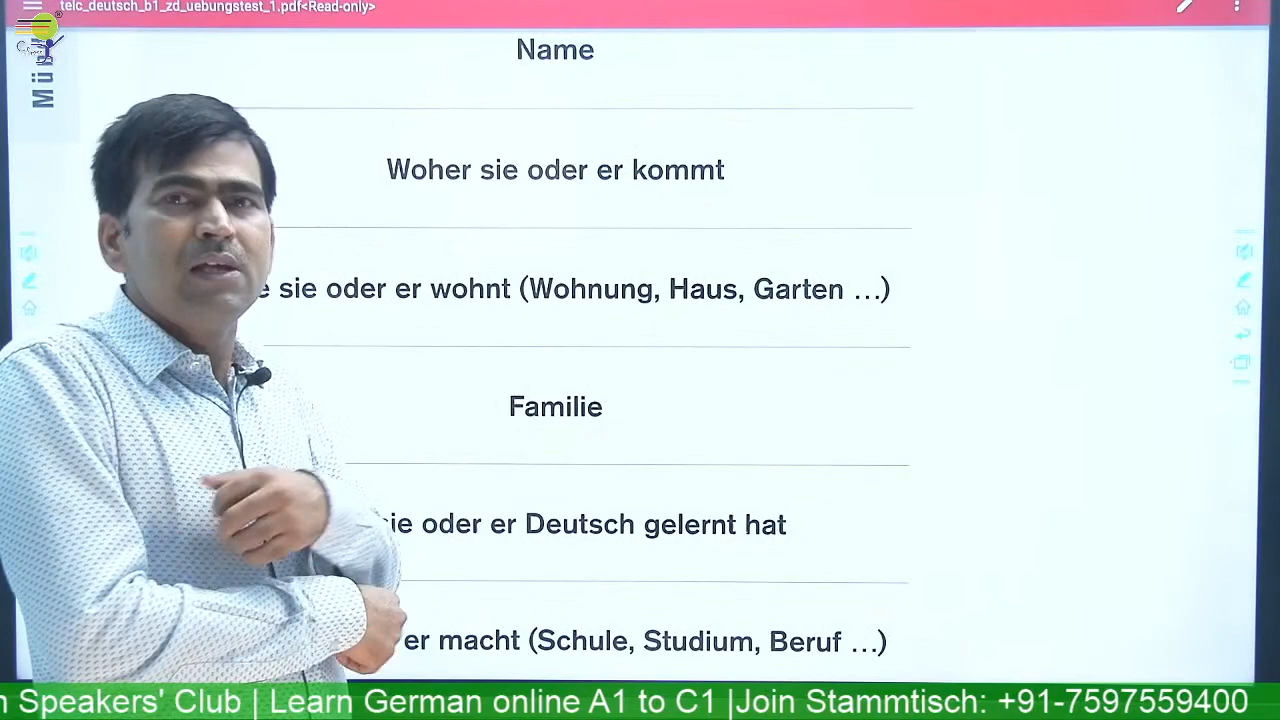 telc_deutsch_b1_zd_uebungstest_1.pdf<Read-only>
Name
Woher sie oder er kommt
sie oder er wohnt (Wohnung, Haus, Garten …)
Familie
oder er Deutsch gelernt hat
er macht (Schule, Studium, Beruf …)
Speakers' Club | Learn German online A1 to C1 |Join Stammtisch: +91-7597559400